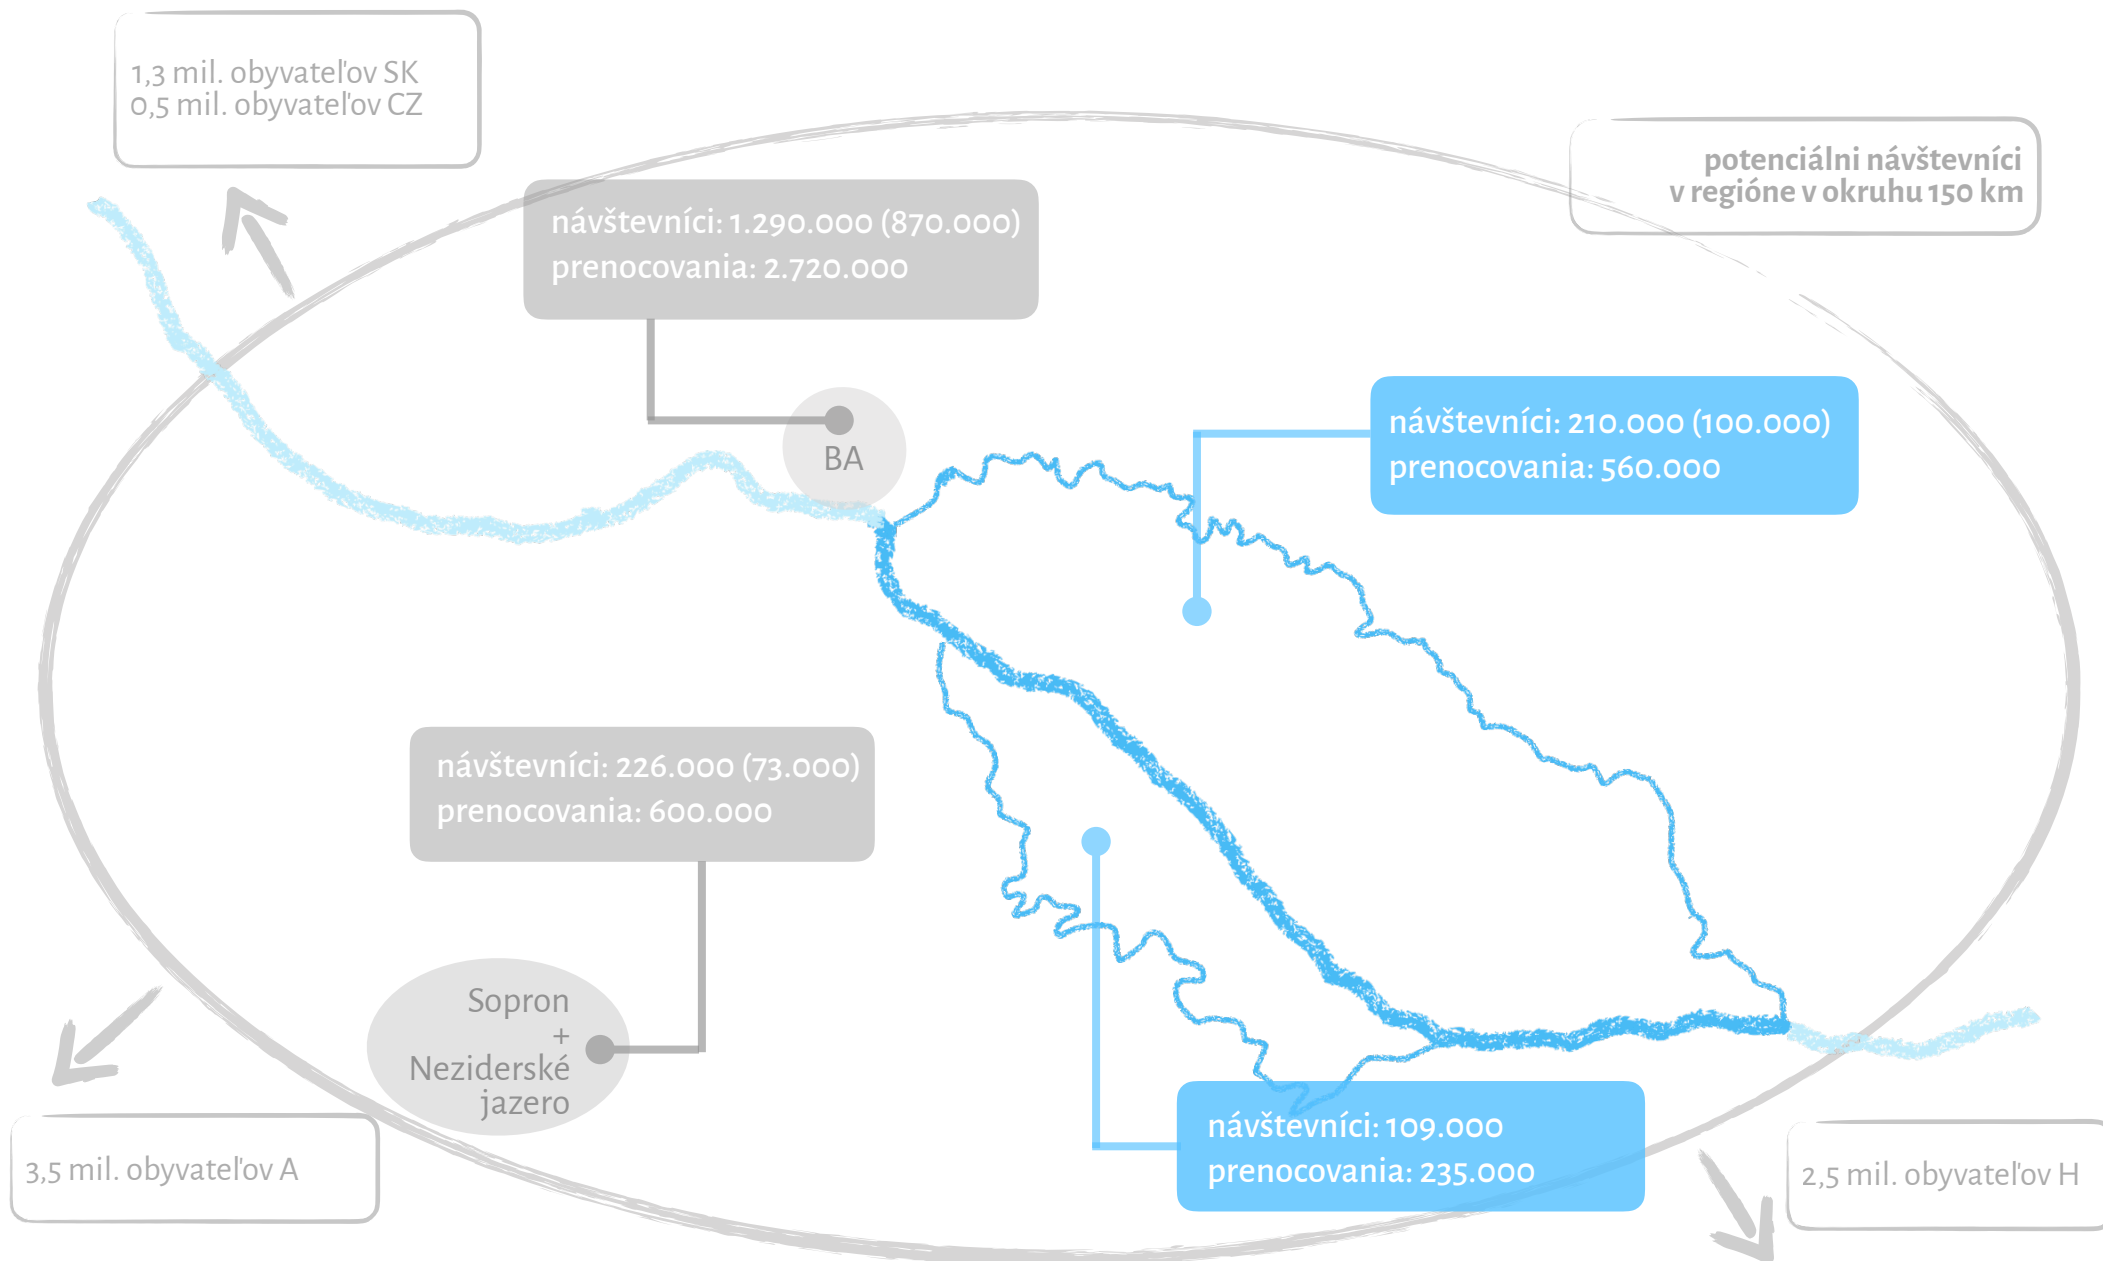 1,3 mil. obyvateľov SK
0,5 mil. obyvateľov CZ
potenciálni návštevníci
v regióne v okruhu 150 km
návštevníci: 1.290.000 (870.000)
prenocovania: 2.720.000
BA
návštevníci: 210.000 (100.000)
prenocovania: 560.000
návštevníci: 226.000 (73.000)
prenocovania: 600.000
Sopron
+
Neziderské
jazero
návštevníci: 109.000
prenocovania: 235.000
3,5 mil. obyvateľov A
2,5 mil. obyvateľov H